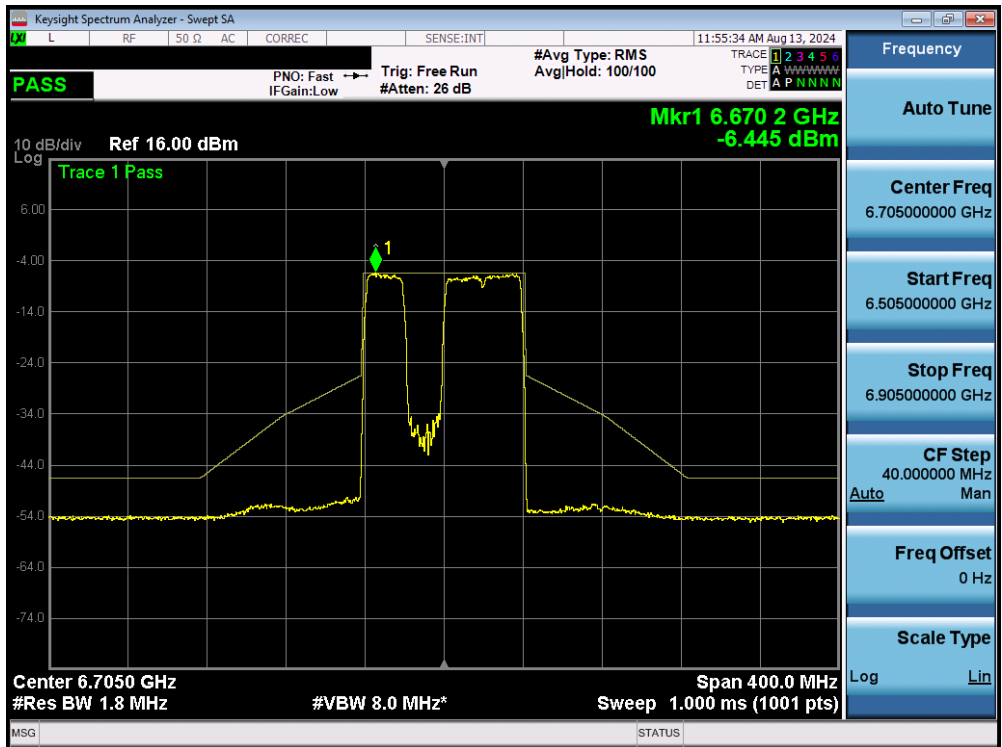 Keysight Spectrum Analyzer - Swept SA
LXI L RF 50 Ω AC CORREC SENSE:INT 11:55:34 AM Aug 13, 2024
PASS
PNO: Fast
IFGain:Low
Trig: Free Run
#Atten: 26 dB
#Avg Type: RMS
Avg|Hold: 100/100
TRACE 1 2 3 4 5 6
TYPE A WWWWW
DET A P N N N N
Mkr1 6.670 2 GHz
-6.445 dBm
10 dB/div Ref 16.00 dBm
Log
Trace 1 Pass
1
6.00
-4.00
-14.0
-24.0
-34.0
-44.0
-54.0
-64.0
-74.0
Center 6.7050 GHz Span 400.0 MHz
#Res BW 1.8 MHz #VBW 8.0 MHz* Sweep 1.000 ms (1001 pts)
MSG STATUS
Frequency
Auto Tune
Center Freq
6.705000000 GHz
Start Freq
6.505000000 GHz
Stop Freq
6.905000000 GHz
CF Step
40.000000 MHz
Auto Man
Freq Offset
0 Hz
Scale Type
Log Lin